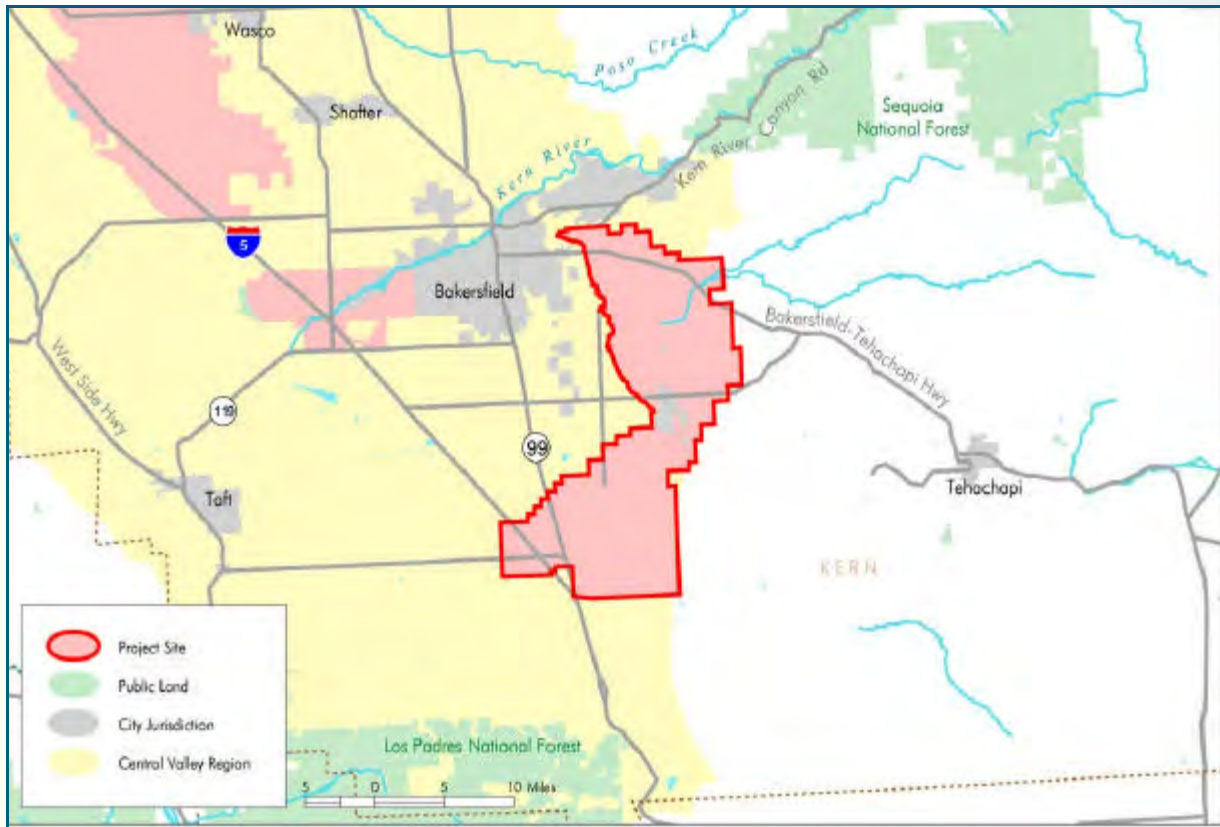 Wasco
Poso Creek
Shafter
Sequoia
National Forest
Kern River
Kern River Canyon Rd
5
Bakersfield
Bakersfield-Tehachapi Hwy
West Side Hwy
119
99
Taft
Tehachapi
KERN
Project Site
Public Land
City Jurisdiction
Central Valley Region
Los Padres National Forest
5 0 5 10 Miles